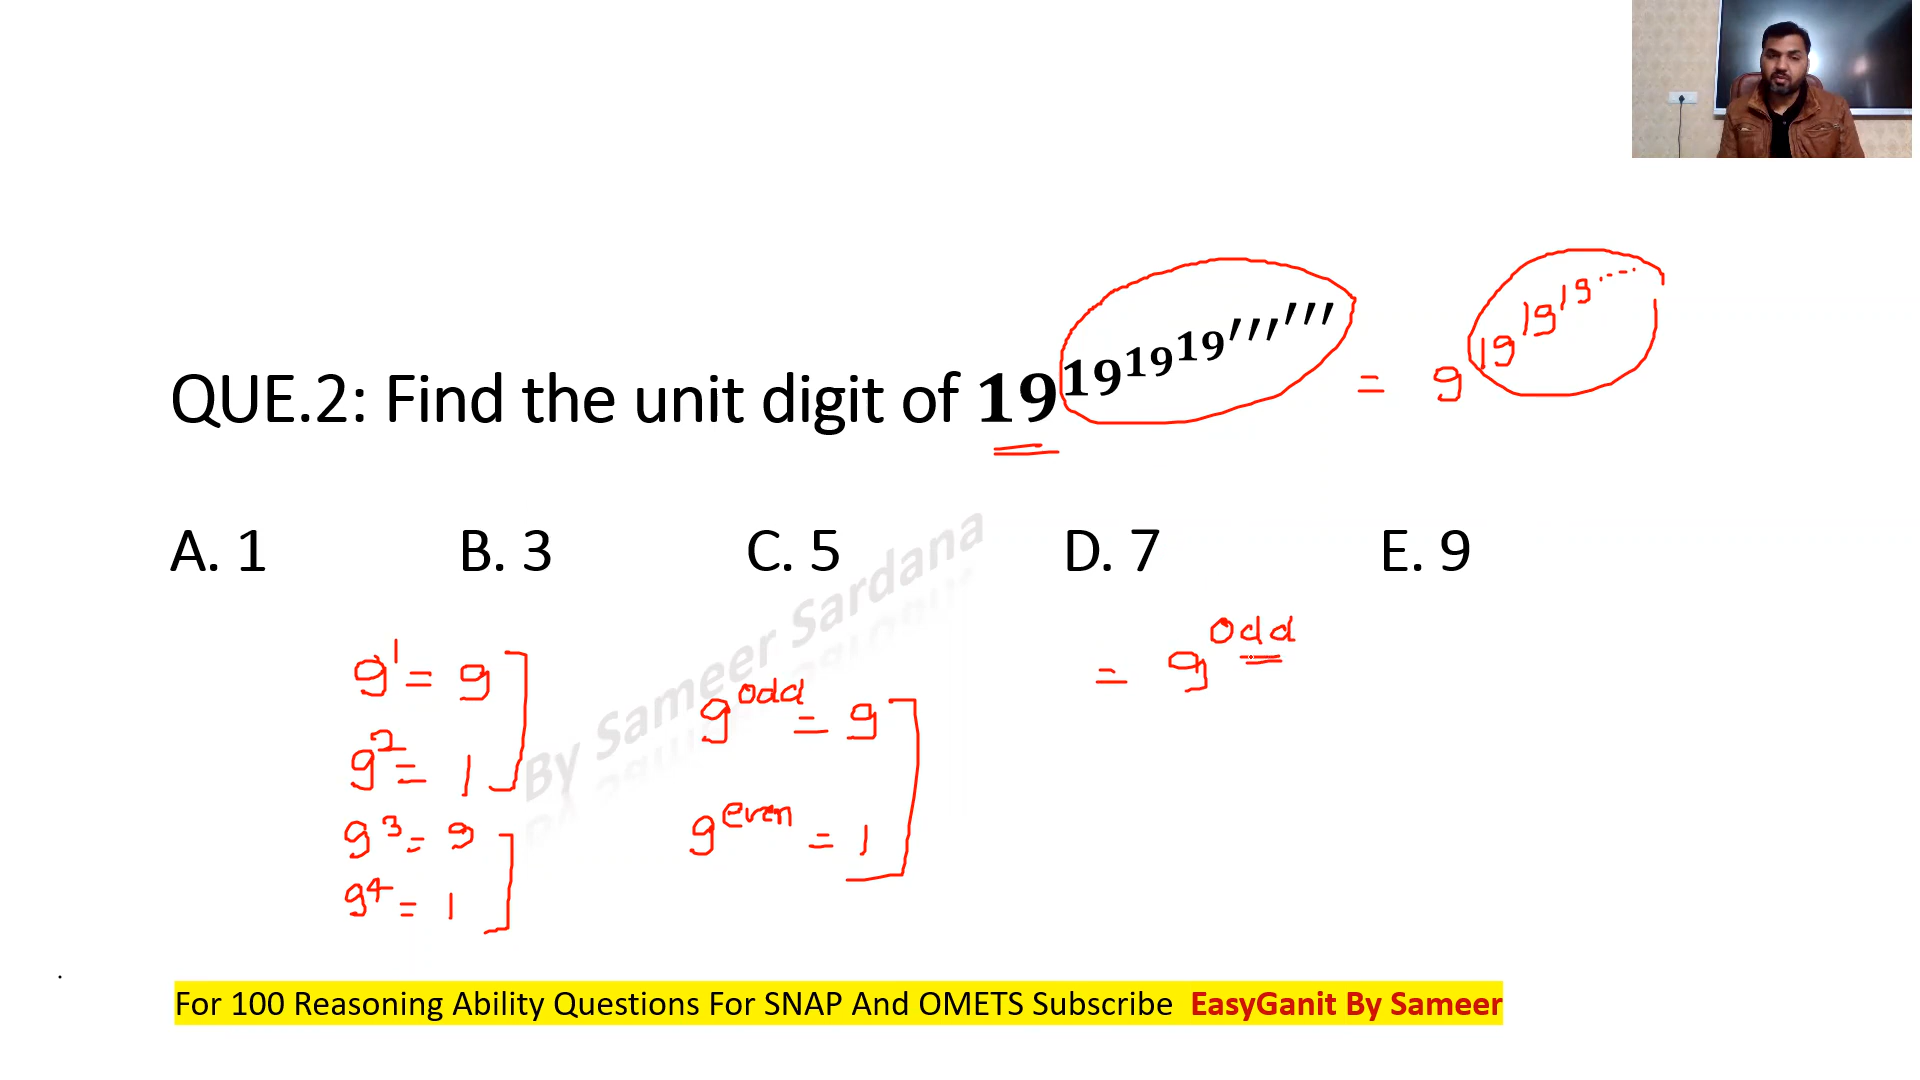 QUE.2: Find the unit digit of 19^19^19^19′′′′′′ = 9^19^19^19.....
A. 1 B. 3 C. 5 D. 7 E. 9
= 9^odd
9^1 = 9
9^odd = 9
9^2 = 1
9^3 = 9
9^even = 1
9^4 = 1
By Sameer Sardana
For 100 Reasoning Ability Questions For SNAP And OMETS Subscribe EasyGanit By Sameer